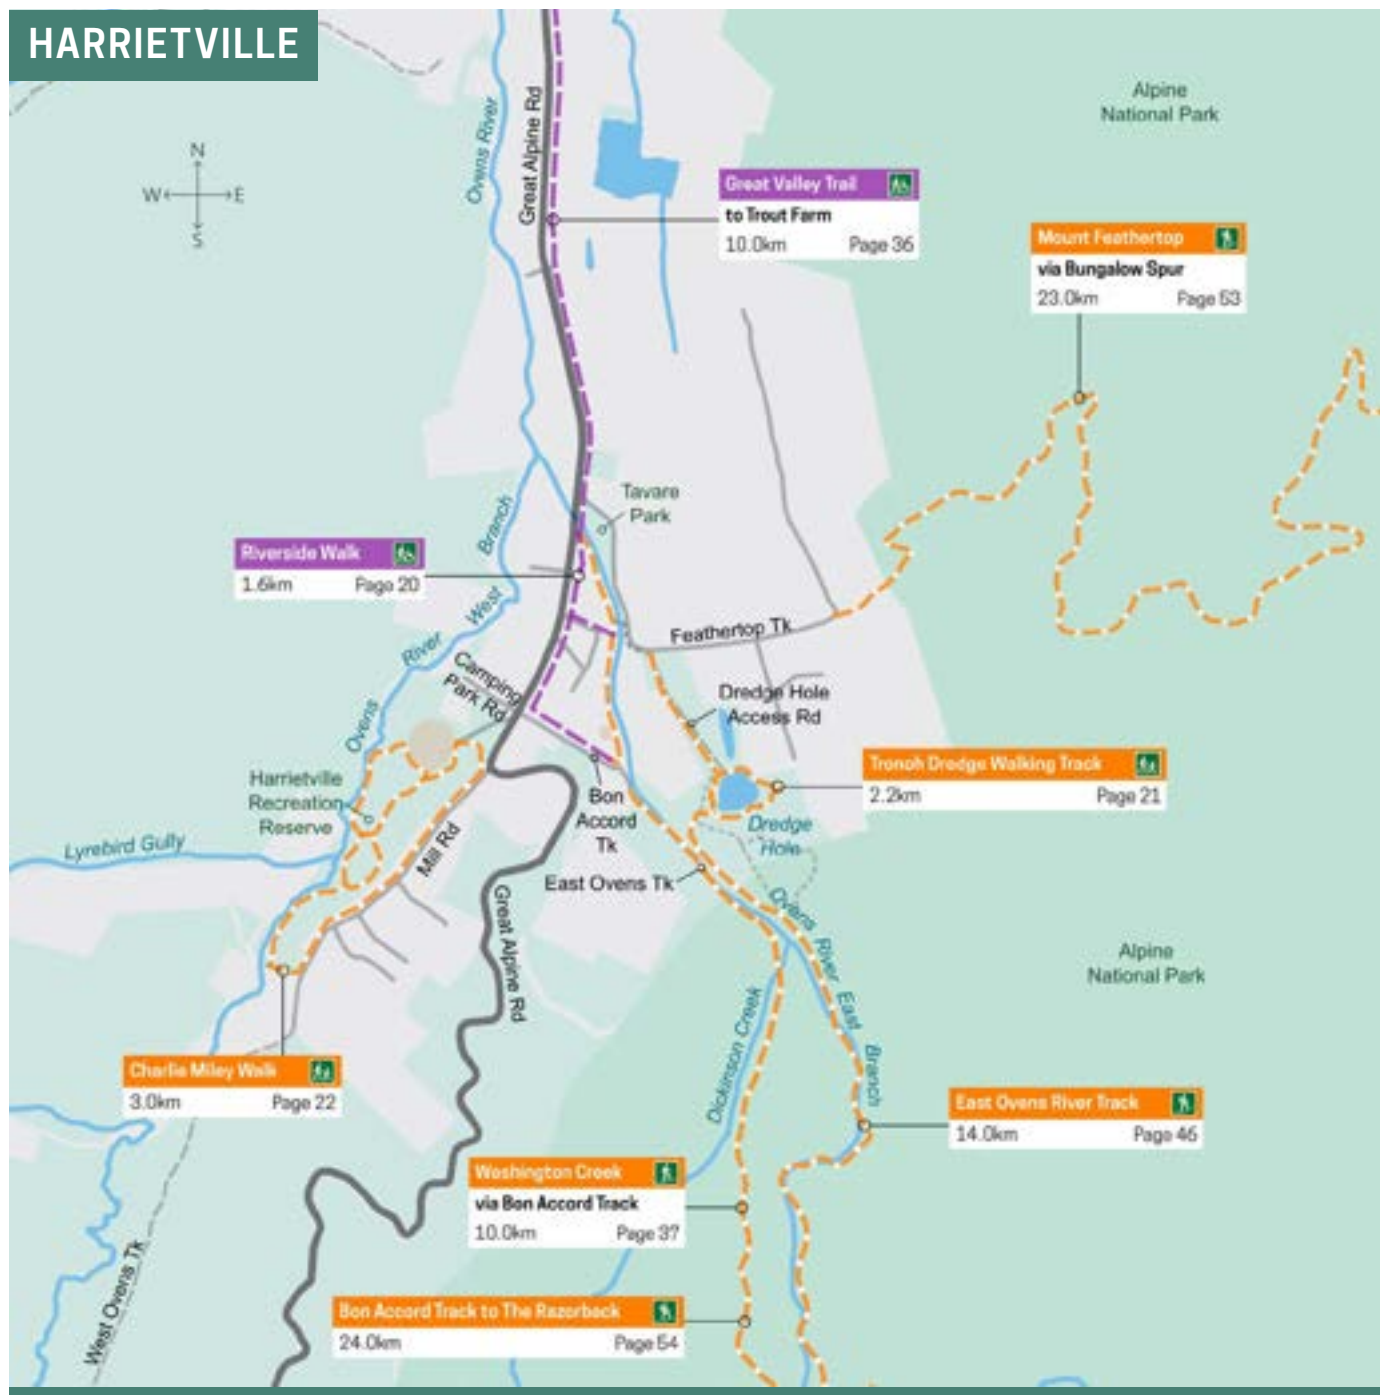 HARRIETVILLE
Alpine
National Park
N
W E
S
Ovens River
Great Alpine Rd
Great Valley Trail
to Trout Farm
10.0km Page 36
Mount Feathertop
via Bungalow Spur
23.0km Page 53
Tavare
Park
Riverside Walk
1.6km Page 20
Ovens River West Branch
Feathertop Tk
Camping
Park Rd
Dredge Hole
Access Rd
Harrietville
Recreation
Reserve
Tronoh Dredge Walking Track
2.2km Page 21
Bon
Accord
Tk
Dredge
Hole
Lyrebird Gully
Mill Rd
East Ovens Tk
Great Alpine Rd
Ovens River East Branch
Alpine
National Park
Dickinson Creek
Charlie Miley Walk
3.0km Page 22
East Ovens River Track
14.0km Page 46
Washington Creek
via Bon Accord Track
10.0km Page 37
West Ovens Tk
Bon Accord Track to The Razorback
24.0km Page 54